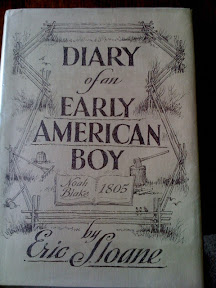 DIARY
of an
EARLY
AMERICAN
BOY
Noah Blake 1805
by
Eric Sloane